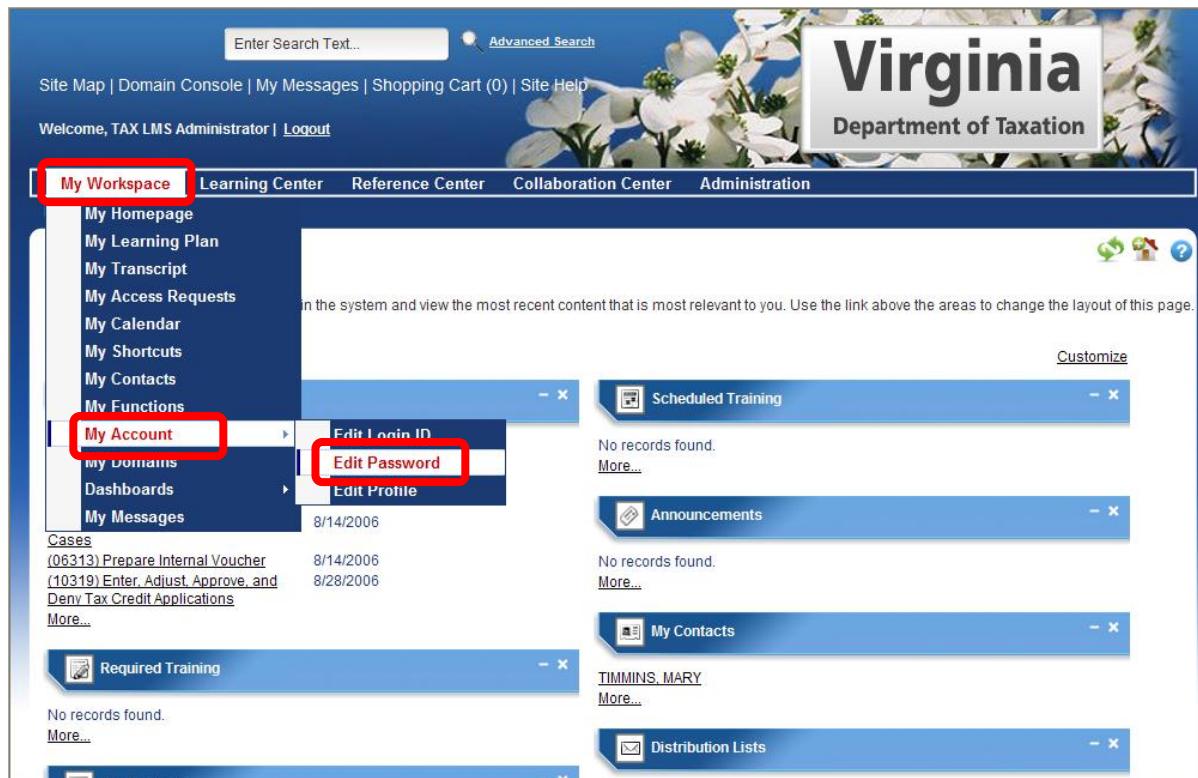 Enter Search Text...
Advanced Search
Site Map | Domain Console | My Messages | Shopping Cart (0) | Site Help
Welcome, TAX LMS Administrator | Logout
Virginia
Department of Taxation
My Workspace Learning Center Reference Center Collaboration Center Administration
My Homepage
My Learning Plan
My Transcript
My Access Requests
My Calendar
My Shortcuts
My Contacts
My Functions
My Account
My Domains
Dashboards
My Messages
Edit Login ID
Edit Password
Edit Profile
in the system and view the most recent content that is most relevant to you. Use the link above the areas to change the layout of this page.
Customize
8/14/2006
Cases
(06313) Prepare Internal Voucher 8/14/2006
(10319) Enter, Adjust, Approve, and 8/28/2006
Deny Tax Credit Applications
More...
Required Training
No records found.
More...
Scheduled Training
No records found.
More...
Announcements
No records found.
More...
My Contacts
TIMMINS, MARY
More...
Distribution Lists